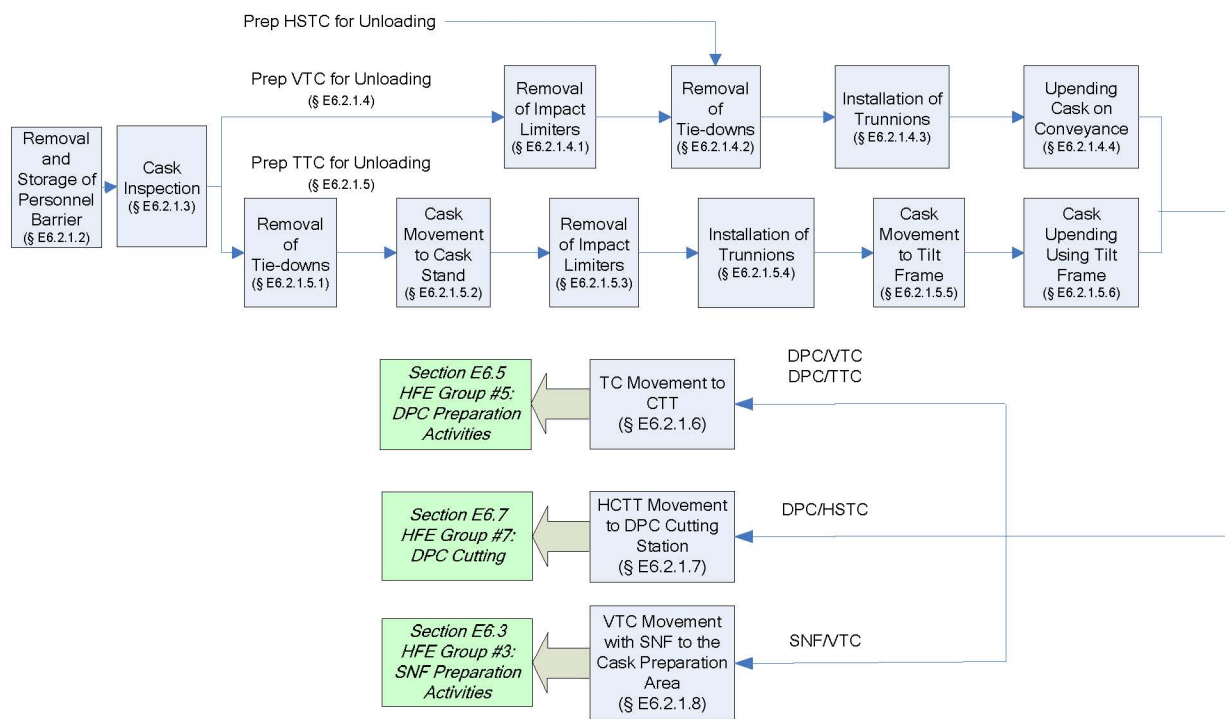 Prep HSTC for Unloading
Prep VTC for Unloading
(§ E6.2.1.4)
Removal
of Impact
Limiters
(§ E6.2.1.4.1)
Removal
of
Tie-downs
(§ E6.2.1.4.2)
Installation of
Trunnions
(§ E6.2.1.4.3)
Upending
Cask on
Conveyance
(§ E6.2.1.4.4)
Removal
and
Storage of
Personnel
Barrier
(§ E6.2.1.2)
Cask
Inspection
(§ E6.2.1.3)
Prep TTC for Unloading
(§ E6.2.1.5)
Removal
of
Tie-downs
(§ E6.2.1.5.1)
Cask
Movement
to Cask
Stand
(§ E6.2.1.5.2)
Removal
of Impact
Limiters
(§ E6.2.1.5.3)
Installation of
Trunnions
(§ E6.2.1.5.4)
Cask
Movement
to Tilt
Frame
(§ E6.2.1.5.5)
Cask
Upending
Using Tilt
Frame
(§ E6.2.1.5.6)
Section E6.5
HFE Group #5:
DPC Preparation
Activities
TC Movement to
CTT
(§ E6.2.1.6)
DPC/VTC
DPC/TTC
Section E6.7
HFE Group #7:
DPC Cutting
HCTT Movement
to DPC Cutting
Station
(§ E6.2.1.7)
DPC/HSTC
Section E6.3
HFE Group #3:
SNF Preparation
Activities
VTC Movement
with SNF to the
Cask Preparation
Area
(§ E6.2.1.8)
SNF/VTC